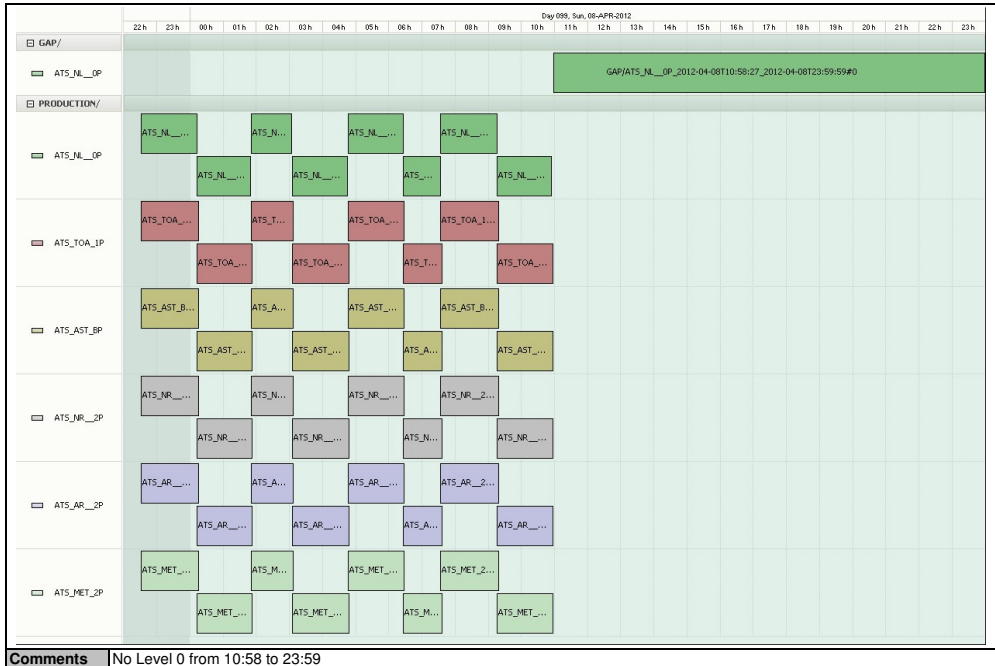 Day 099, Sun, 08-APR-2012
22 h 23 h 00 h 01 h 02 h 03 h 04 h 05 h 06 h 07 h 08 h 09 h 10 h 11 h 12 h 13 h 14 h 15 h 16 h 17 h 18 h 19 h 20 h 21 h 22 h 23 h
GAP/
ATS_NL__0P GAP/ATS_NL__0P_2012-04-08T10:58:27_2012-04-08T23:59:59#0
PRODUCTION/
ATS_NL__... ATS_N... ATS_NL__... ATS_NL__...
ATS_NL__0P
ATS_NL__... ATS_NL__... ATS_... ATS_NL__...
ATS_TOA_... ATS_T... ATS_TOA_... ATS_TOA_1...
ATS_TOA_1P
ATS_TOA_... ATS_TOA_... ATS_T... ATS_TOA_...
ATS_AST_B... ATS_A... ATS_AST_... ATS_AST_B...
ATS_AST_BP
ATS_AST_... ATS_AST_... ATS_A... ATS_AST_...
ATS_NR__... ATS_N... ATS_NR__... ATS_NR__2...
ATS_NR__2P
ATS_NR__... ATS_NR__... ATS_N... ATS_NR__...
ATS_AR__... ATS_A... ATS_AR__... ATS_AR__2...
ATS_AR__2P
ATS_AR__... ATS_AR__... ATS_A... ATS_AR__...
ATS_MET_... ATS_M... ATS_MET_... ATS_MET_2...
ATS_MET_2P
ATS_MET_... ATS_MET_... ATS_M... ATS_MET_...
Comments No Level 0 from 10:58 to 23:59